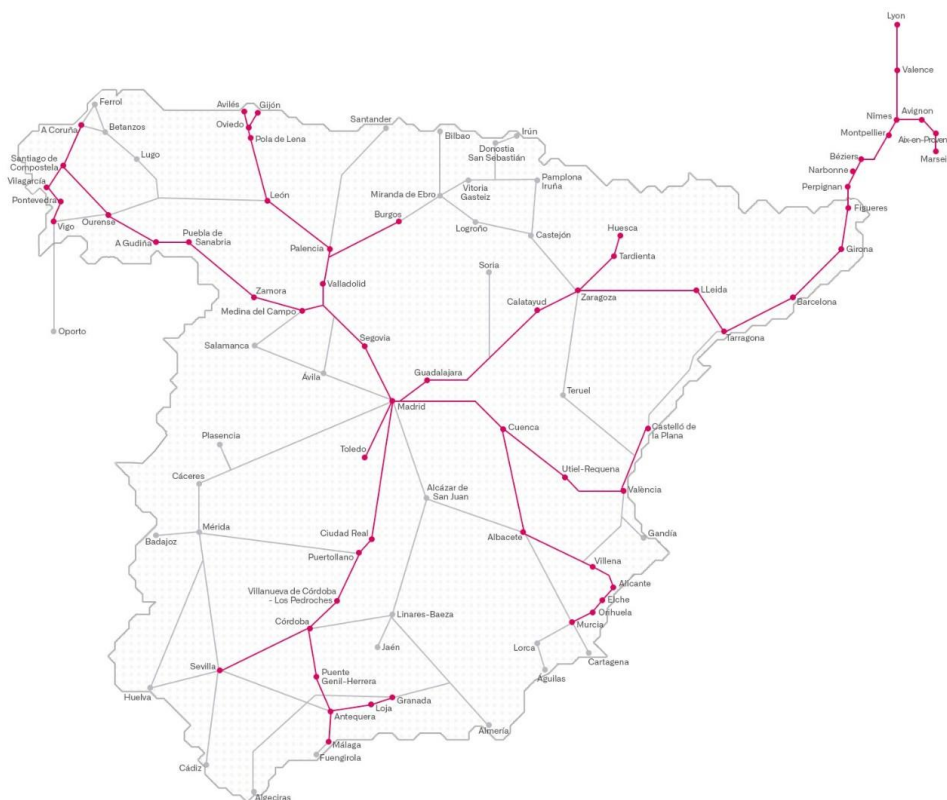 Lyon
Valence
Nîmes
Avignon
Montpellier
Aix-en-Proven
Marsei
Béziers
Narbonne
Perpignan
Figueres
Girona
Barcelona
Tarragona
LLeida
Ferrol
A Coruña
Betanzos
Lugo
Santiago de
Compostela
Vilagarcía
Pontevedra
Vigo
Ourense
A Gudiña
Puebla de
Sanabria
Oporto
Avilés
Gijón
Oviedo
Pola de Lena
León
Santander
Bilbao
Irún
Donostia
San Sebastián
Miranda de Ebro
Vitoria
Gasteiz
Pamplona
Iruña
Burgos
Logroño
Castejón
Palencia
Huesca
Tardienta
Soria
Zaragoza
Calatayud
Valladolid
Zamora
Medina del Campo
Salamanca
Segovia
Ávila
Guadalajara
Madrid
Teruel
Toledo
Cuenca
Castelló de
la Plana
Utiel-Requena
València
Plasencia
Cáceres
Alcázar de
San Juan
Mérida
Badajoz
Ciudad Real
Puertollano
Albacete
Gandía
Villena
Alicante
Elche
Orihuela
Murcia
Villanueva de Córdoba
- Los Pedroches
Córdoba
Linares-Baeza
Jaén
Lorca
Águilas
Cartagena
Sevilla
Huelva
Puente
Genil-Herrera
Antequera
Loja
Granada
Almería
Málaga
Fuengirola
Cádiz
Algeciras